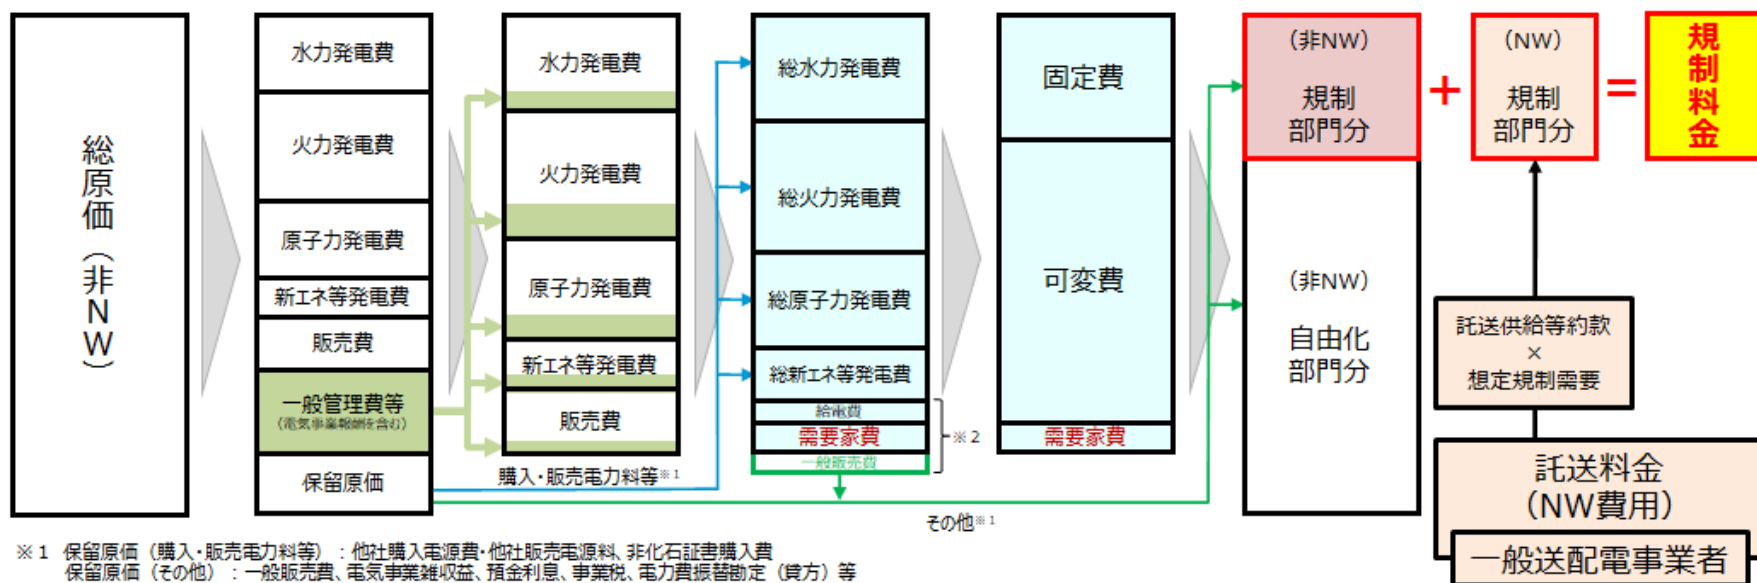 総原価（非NW）
水力発電費
火力発電費
原子力発電費
新エネ等発電費
販売費
一般管理費等
（電気事業報酬を含む）
保留原価
水力発電費
火力発電費
原子力発電費
新エネ等発電費
販売費
購入・販売電力料等※1
総水力発電費
総火力発電費
総原子力発電費
総新エネ等発電費
給電費
需要家費
一般販売費
※2
その他※1
固定費
可変費
需要家費
（非NW）
規制
部門分
（非NW）
自由化
部門分
+
（NW）
規制
部門分
=
規制料金
託送供給等約款
×
想定規制需要
託送料金
（NW費用）
一般送配電事業者
※1 保留原価（購入・販売電力料等）：他社購入電源費・他社販売電源料、非化石証書購入費
保留原価（その他）：一般販売費、電気事業雑収益、預金利息、事業税、電力費振替勘定（貸方）等